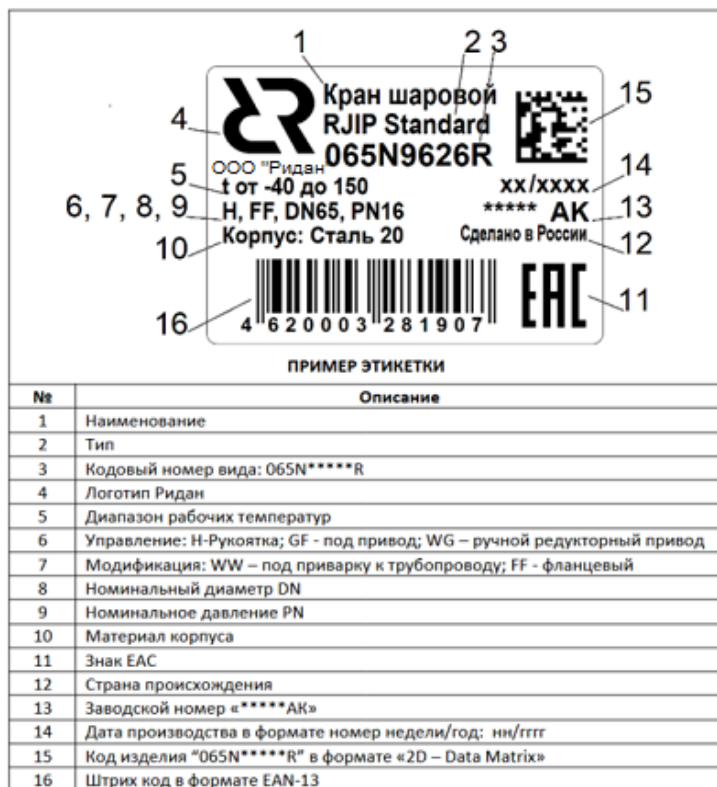 1
2 3
Кран шаровой
15
4
RJIP Standard
065N9626R
ООО "Ридан
14
5
t от -40 до 150
xx/xxxx
6, 7, 8, 9
H, FF, DN65, PN16
***** АК
13
10
Корпус: Сталь 20
Сделано в России
12
EAC
11
16
4 620003 281907
ПРИМЕР ЭТИКЕТКИ
№ Описание
1 Наименование
2 Тип
3 Кодовый номер вида: 065N*****R
4 Логотип Ридан
5 Диапазон рабочих температур
6 Управление: Н-Рукоятка; GF - под привод; WG – ручной редукторный привод
7 Модификация: WW – под приварку к трубопроводу; FF - фланцевый
8 Номинальный диаметр DN
9 Номинальное давление PN
10 Материал корпуса
11 Знак ЕАС
12 Страна происхождения
13 Заводской номер «*****АК»
14 Дата производства в формате номер недели/год: нн/гггг
15 Код изделия “065N*****R” в формате «2D – Data Matrix»
16 Штрих код в формате EAN-13